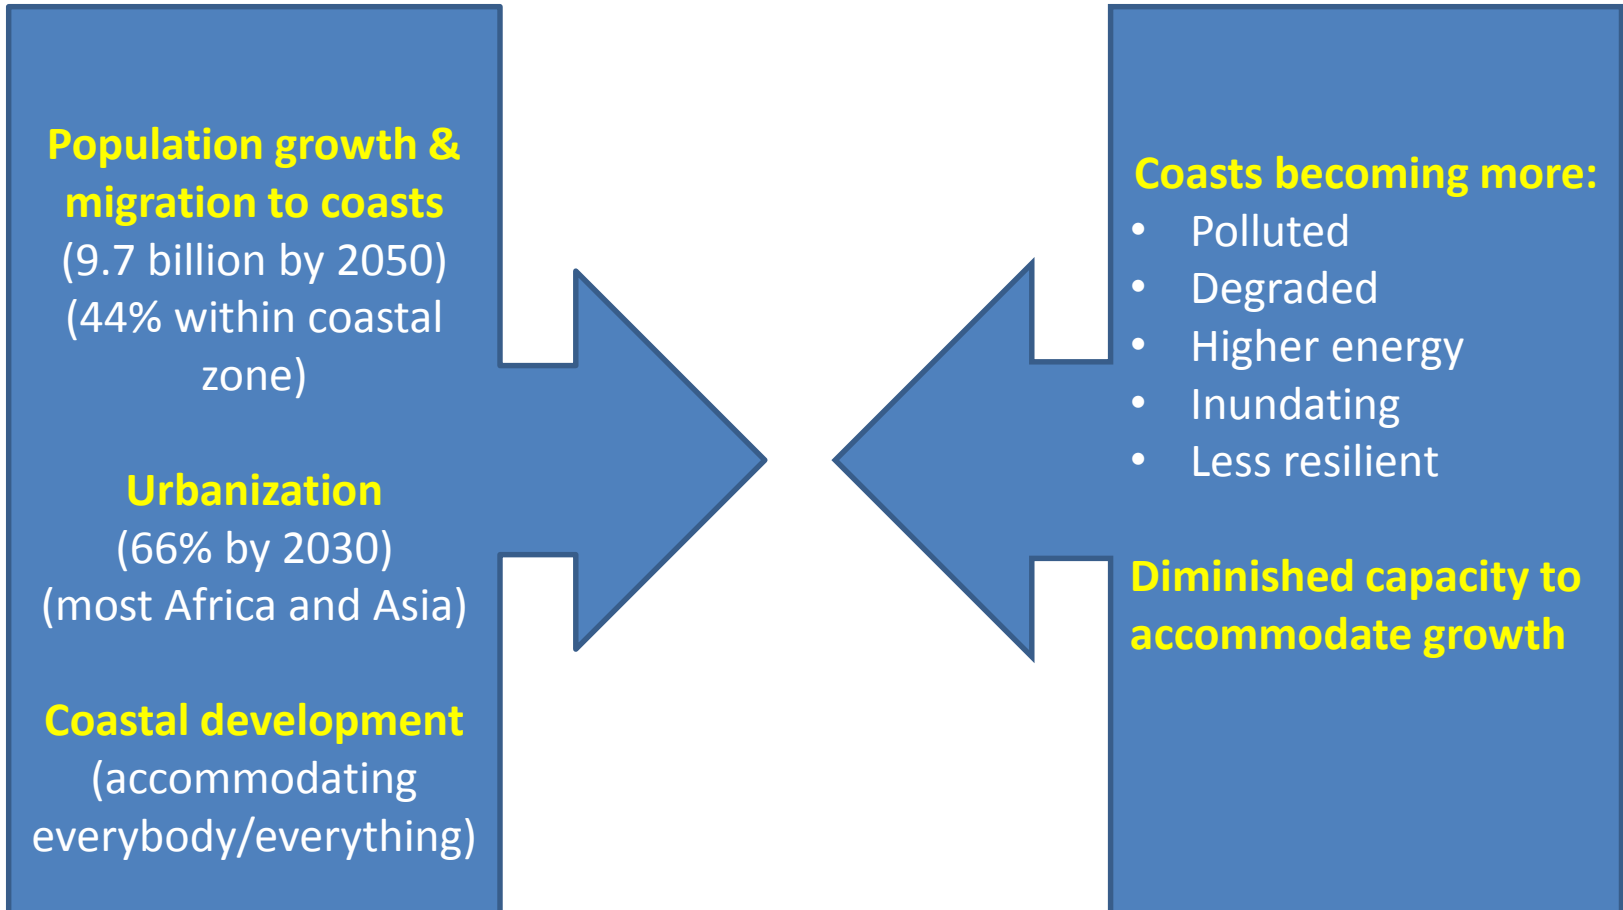 Population growth &
migration to coasts
(9.7 billion by 2050)
(44% within coastal
zone)
Urbanization
(66% by 2030)
(most Africa and Asia)
Coastal development
(accommodating
everybody/everything)
Coasts becoming more:
• Polluted
• Degraded
• Higher energy
• Inundating
• Less resilient
Diminished capacity to
accommodate growth